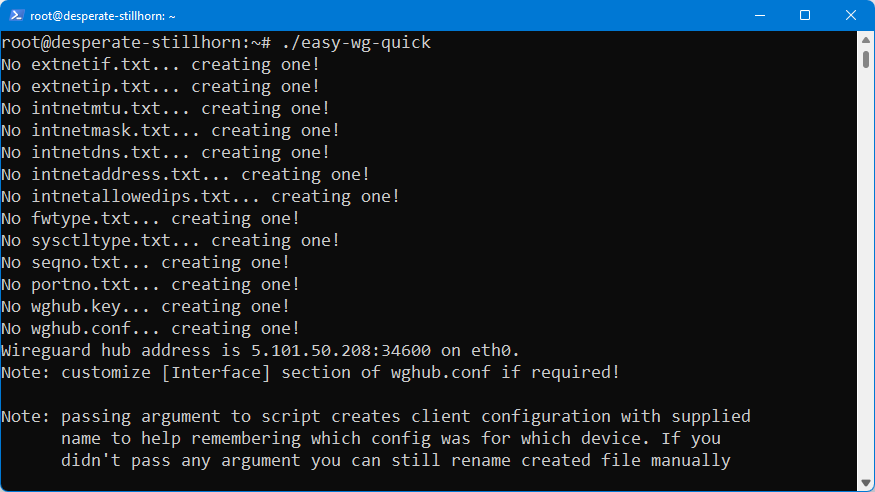 root@desperate-stillhorn: ~
root@desperate-stillhorn:~# ./easy-wg-quick
No extnetif.txt... creating one!
No extnetip.txt... creating one!
No intnetmtu.txt... creating one!
No intnetmask.txt... creating one!
No intnetdns.txt... creating one!
No intnetaddress.txt... creating one!
No intnetallowedips.txt... creating one!
No fwtype.txt... creating one!
No sysctltype.txt... creating one!
No seqno.txt... creating one!
No portno.txt... creating one!
No wghub.key... creating one!
No wghub.conf... creating one!
Wireguard hub address is 5.101.50.208:34600 on eth0.
Note: customize [Interface] section of wghub.conf if required!
Note: passing argument to script creates client configuration with supplied
name to help remembering which config was for which device. If you
didn't pass any argument you can still rename created file manually